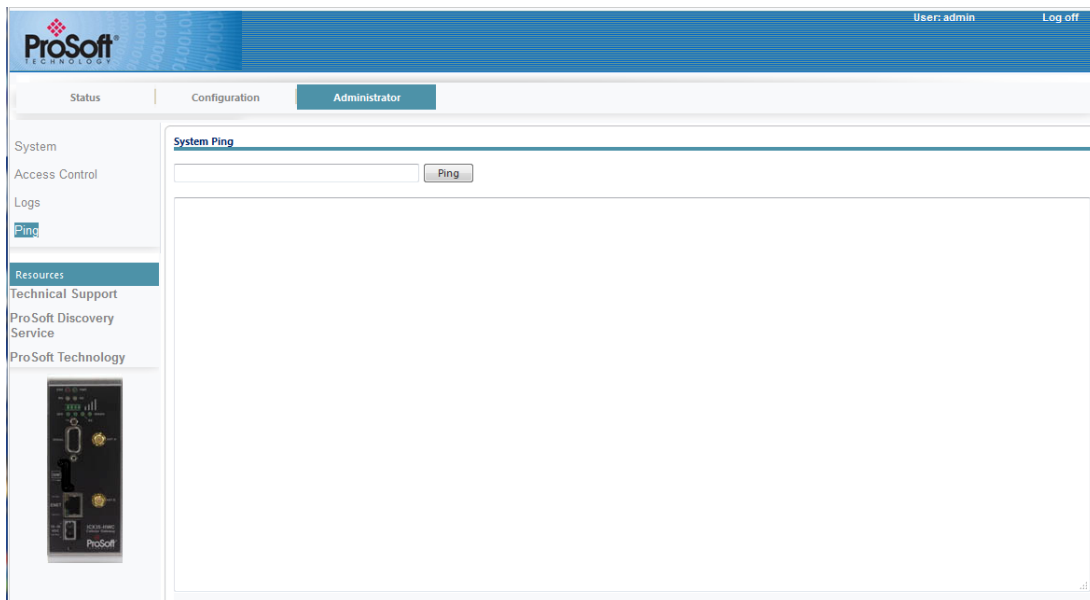 User: admin
Log off
ProSoft®
TECHNOLOGY
Status
Configuration
Administrator
System
Access Control
Logs
Ping
System Ping
Ping
Resources
Technical Support
ProSoft Discovery
Service
ProSoft Technology
ProSoft